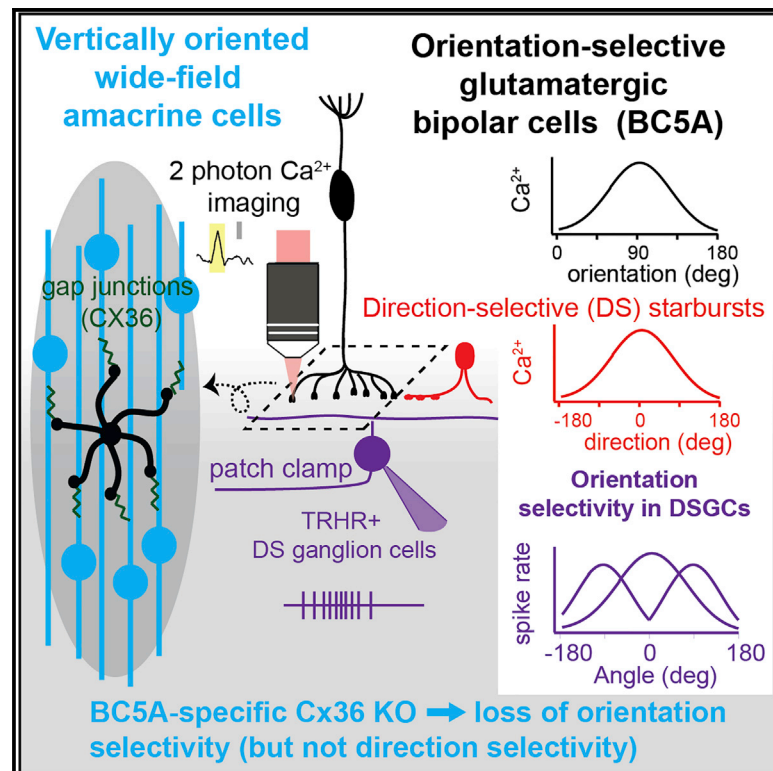 Vertically oriented
wide-field
amacrine cells
Orientation-selective
glutamatergic
bipolar cells (BC5A)
2 photon Ca2+
imaging
gap junctions
(CX36)
Ca2+
0
90
180
orientation (deg)
Direction-selective (DS) starbursts
Ca2+
-180
0
180
direction (deg)
patch clamp
TRHR+
DS ganglion cells
Orientation
selectivity in DSGCs
spike rate
-180
0
180
Angle (deg)
BC5A-specific Cx36 KO → loss of orientation
selectivity (but not direction selectivity)